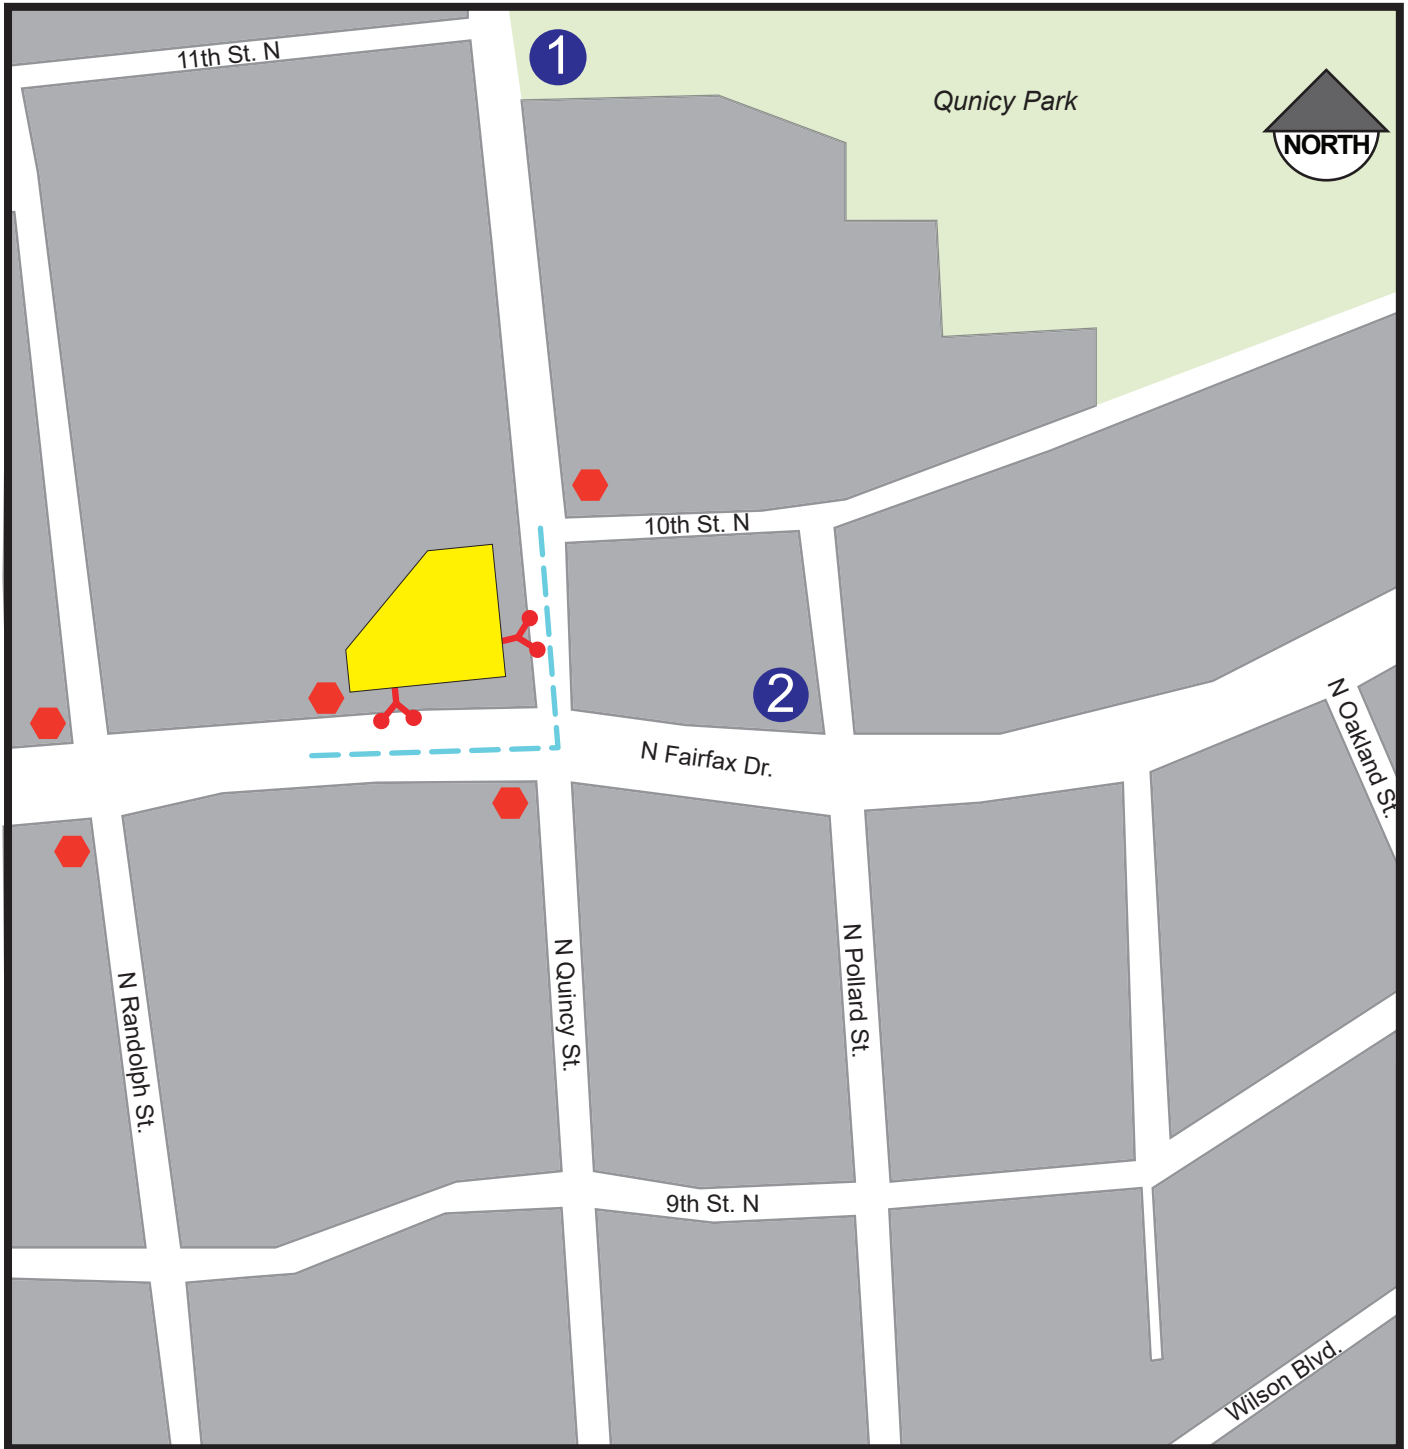 11th St. N
1
Qunicy Park
NORTH
10th St. N
2
N Fairfax Dr.
N Oakland St.
N Randolph St.
N Quincy St.
N Pollard St.
9th St. N
Wilson Blvd.